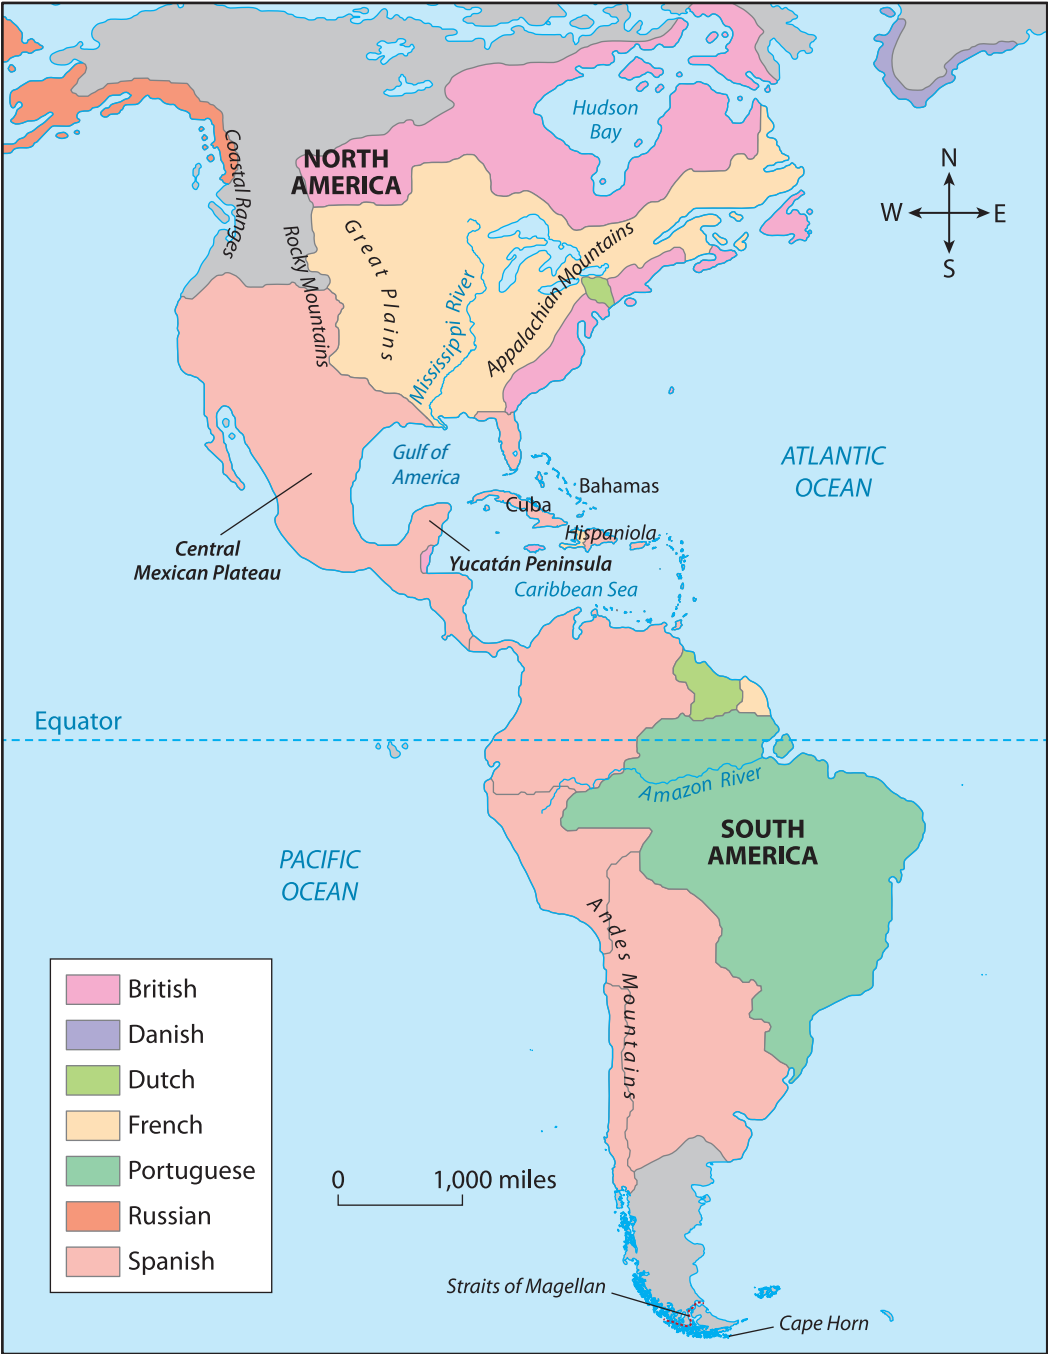 Hudson
Bay
N
W
E
S
NORTH
AMERICA
Coastal Ranges
Rocky Mountains
Great Plains
Mississippi River
Appalachian Mountains
Gulf of
America
ATLANTIC
OCEAN
Bahamas
Cuba
Hispaniola
Central
Mexican Plateau
Yucatán Peninsula
Caribbean Sea
Equator
Amazon River
SOUTH
AMERICA
PACIFIC
OCEAN
Andes Mountains
British
Danish
Dutch
French
Portuguese
Russian
Spanish
0 1,000 miles
Straits of Magellan
Cape Horn